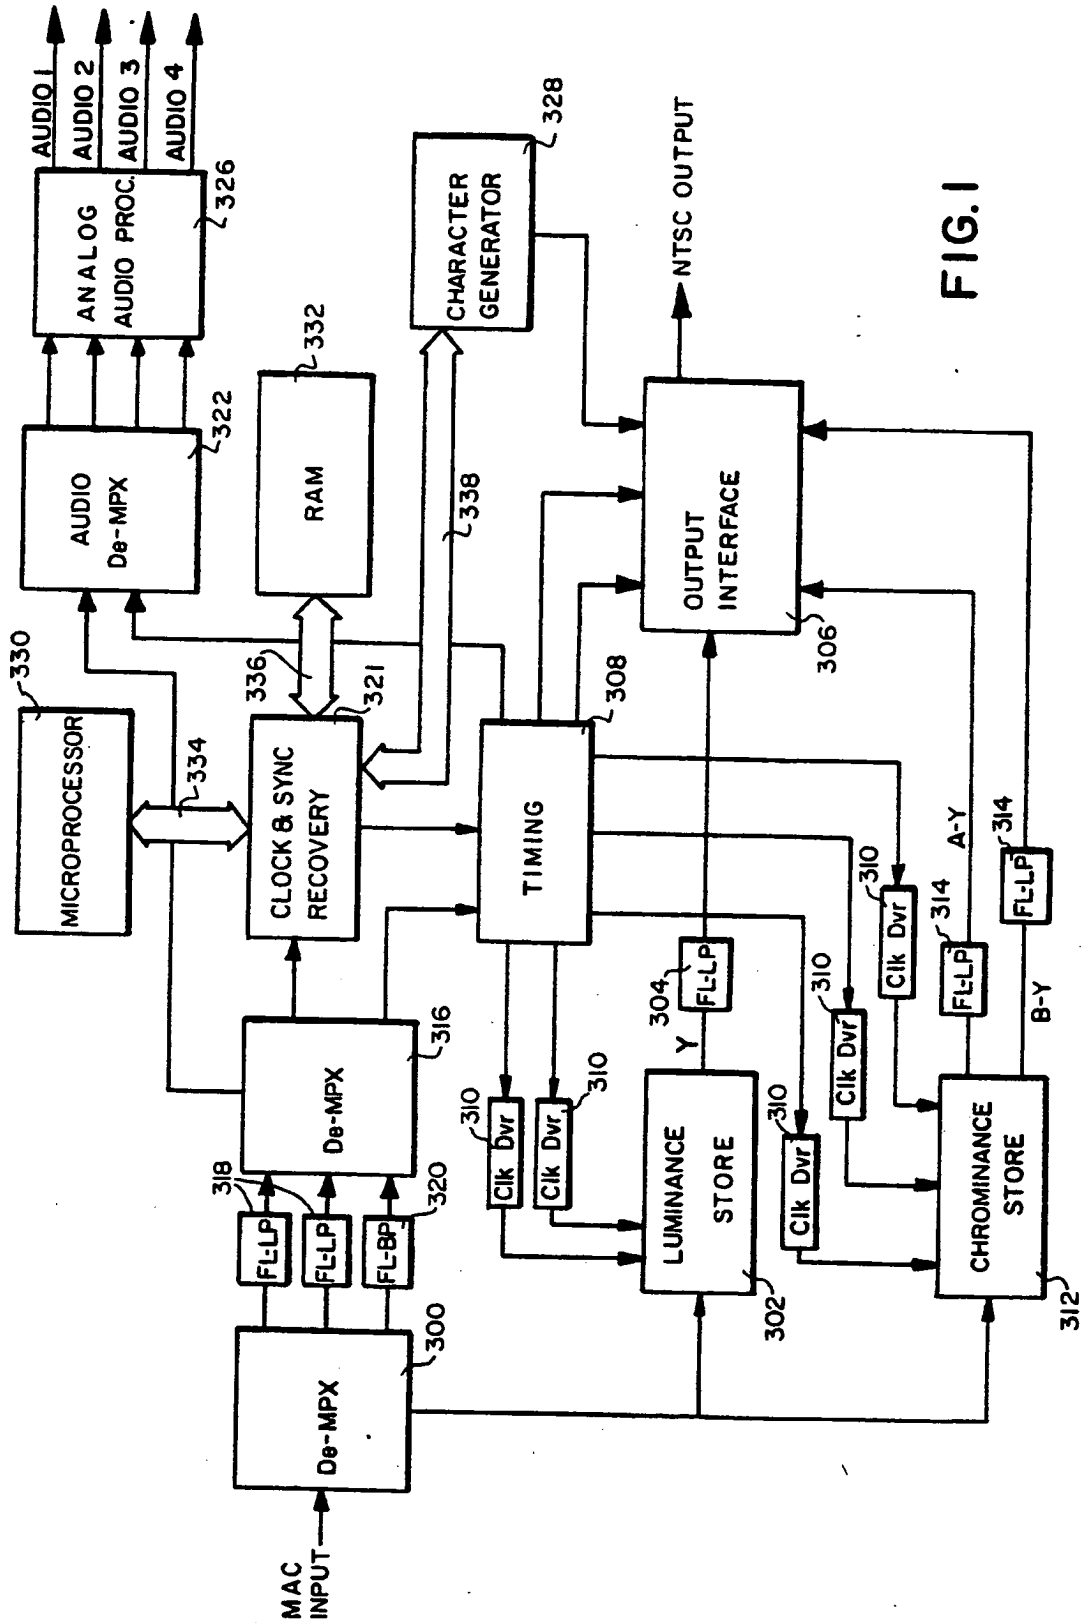 MAC
INPUT
De-MPX
300
FL-LP
FL-LP
318
FL-BP
320
De-MPX
316
MICROPROCESSOR
330
334
CLOCK & SYNC
RECOVERY
321
336
RAM
332
338
AUDIO
De-MPX
322
ANALOG
AUDIO PROC.
326
AUDIO 1
AUDIO 2
AUDIO 3
AUDIO 4
CHARACTER
GENERATOR
328
TIMING
308
Clk Dvr
310
Clk Dvr
310
LUMINANCE
STORE
302
Y
FL-LP
304
OUTPUT
INTERFACE
306
NTSC OUTPUT
Clk Dvr
310
Clk Dvr
310
Clk Dvr
310
CHROMINANCE
STORE
312
FL-LP
314
A-Y
B-Y
FL-LP
314
FIG. 1